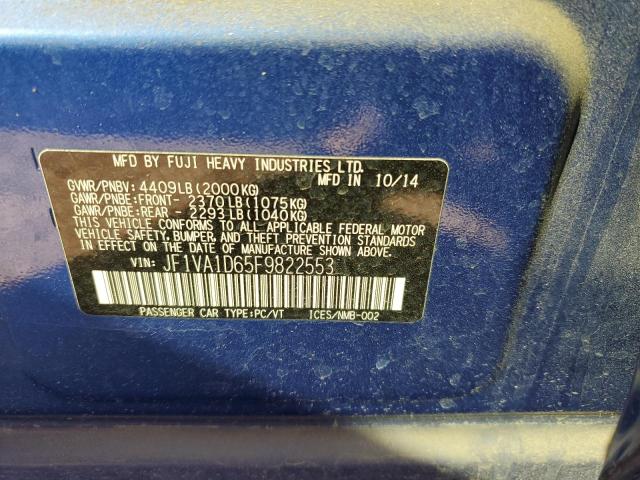 MFD BY FUJI HEAVY INDUSTRIES LTD.
MFD IN 10/14
GVWR/PNBV: 4409LB(2000KG)
GAWR/PNBE:FRONT- 2370LB(1075KG)
GAWR/PNBE:REAR - 2293LB(1040KG)
THIS VEHICLE CONFORMS TO ALL APPLICABLE FEDERAL MOTOR
VEHICLE SAFETY, BUMPER, AND THEFT PREVENTION STANDARDS
IN EFFECT ON THE DATE OF MANUFACTURE SHOWN ABOVE.
VIN: JF1VA1D65F9822553
PASSENGER CAR TYPE:PC/VT ICES/NMB-002